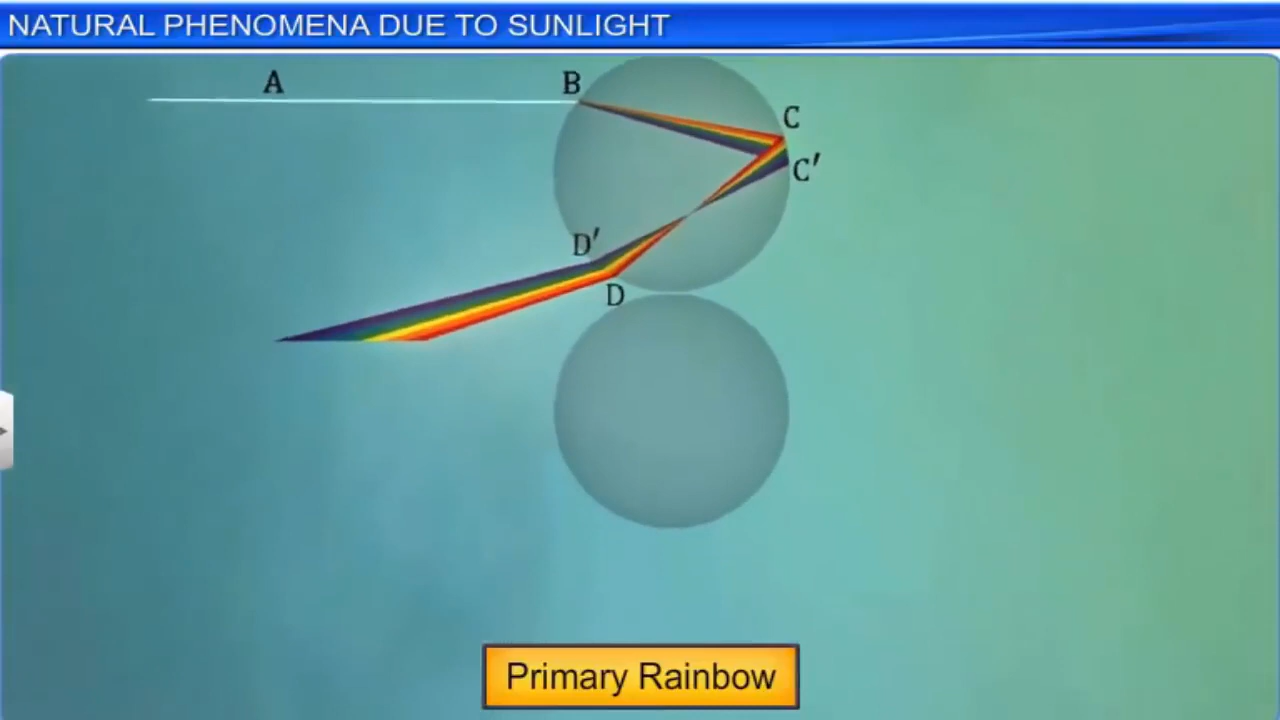 NATURAL PHENOMENA DUE TO SUNLIGHT
A
B
C
C′
D′
D
Primary Rainbow